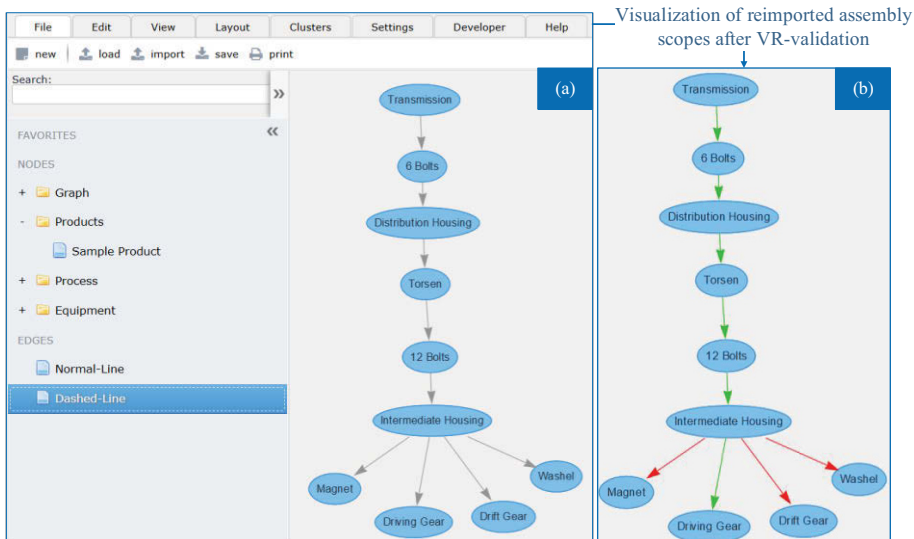 Visualization of reimported assembly
scopes after VR-validation
File Edit View Layout Clusters Settings Developer Help
new load import save print
Search:
»
«
FAVORITES
NODES
+ Graph
- Products
Sample Product
+ Process
+ Equipment
EDGES
Normal-Line
Dashed-Line
(a)
Transmission
6 Bolts
Distribution Housing
Torsen
12 Bolts
Intermediate Housing
Magnet
Driving Gear
Drift Gear
Washel
(b)
Transmission
6 Bolts
Distribution Housing
Torsen
12 Bolts
Intermediate Housing
Magnet
Driving Gear
Drift Gear
Washel